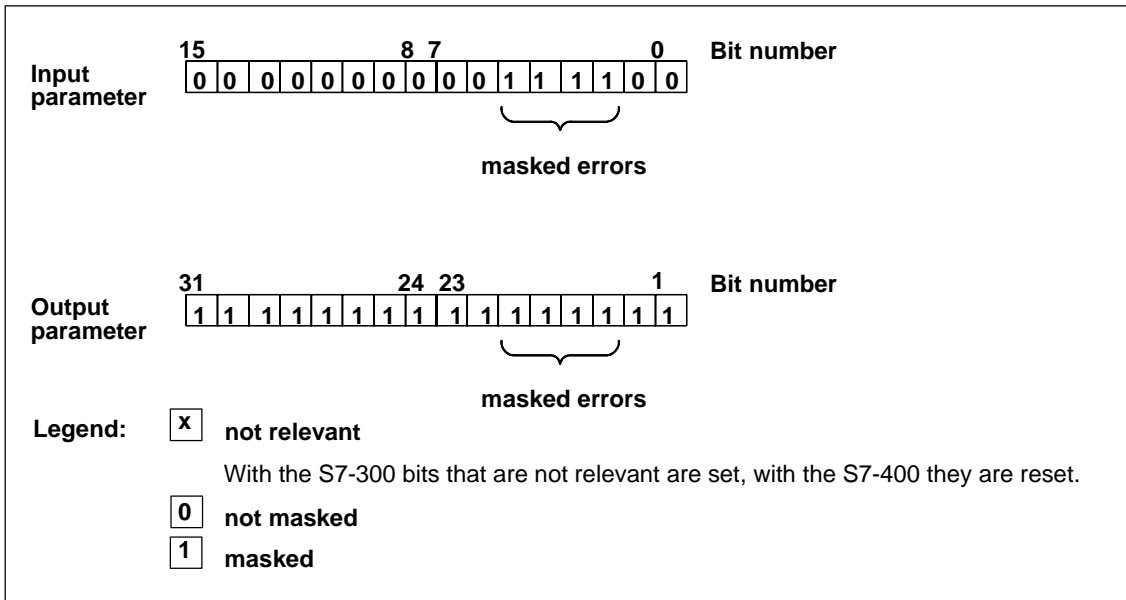 15 8 7 0 Bit number
Input parameter
0 0 0 0 0 0 0 0 0 0 1 1 1 1 0 0
masked errors
31 24 23 1 Bit number
Output parameter
1 1 1 1 1 1 1 1 1 1 1 1 1 1 1 1
masked errors
Legend: x not relevant
With the S7-300 bits that are not relevant are set, with the S7-400 they are reset.
0 not masked
1 masked